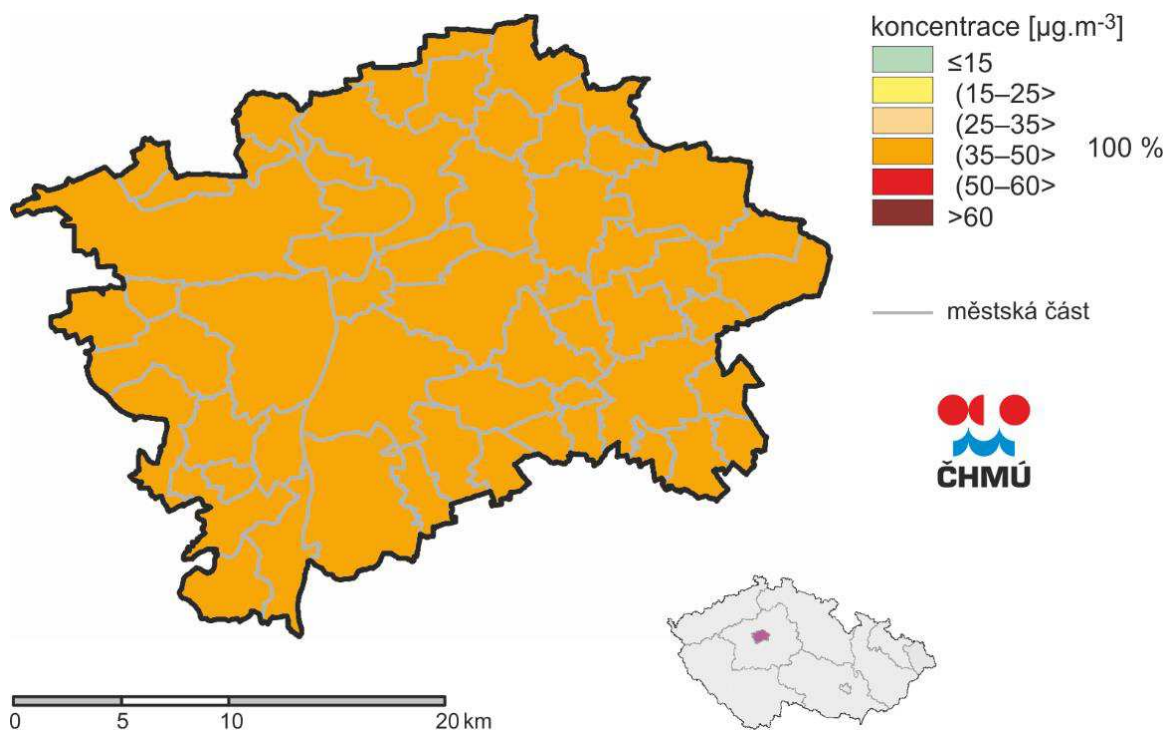 koncentrace [µg.m-3]
≤15
(15–25>
(25–35>
(35–50> 100 %
(50–60>
>60
městská část
ČHMÚ
0 5 10 20 km